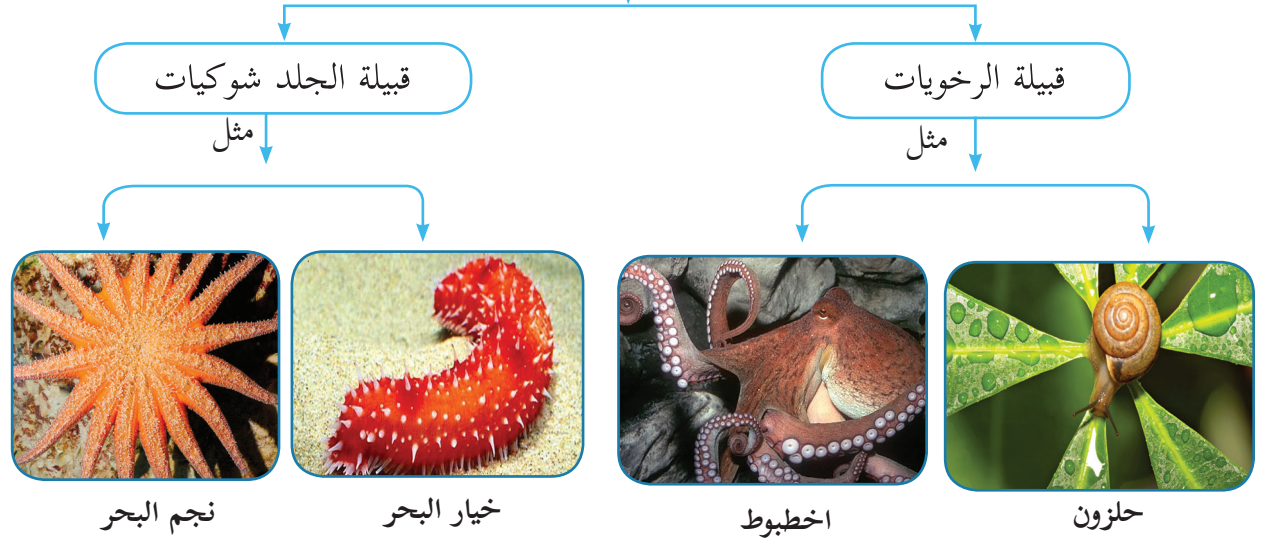 قبيلة الرخويات
قبيلة الجلد شوكيات
مثل
مثل
حلزون
اخطبوط
خيار البحر
نجم البحر